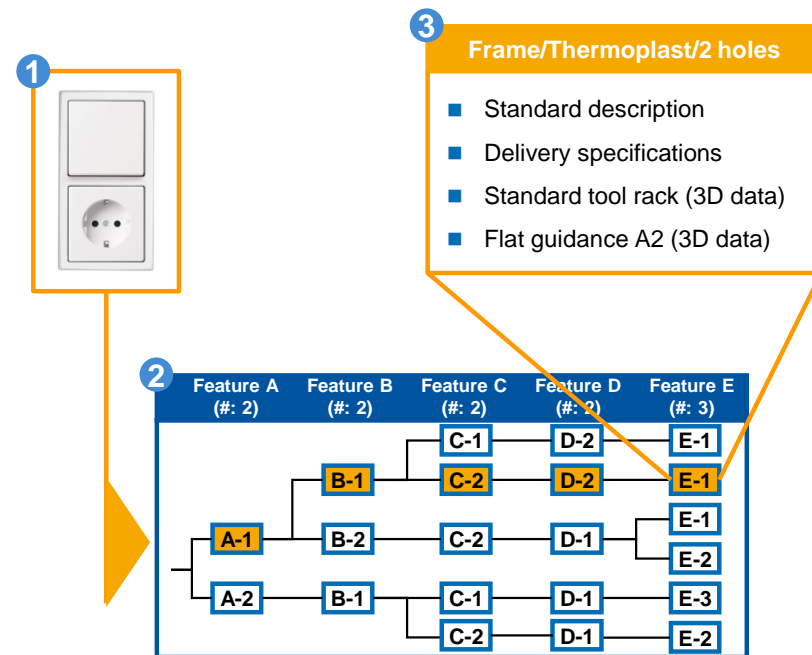 1
3
Frame/Thermoplast/2 holes
Standard description
Delivery specifications
Standard tool rack (3D data)
Flat guidance A2 (3D data)
2
Feature A Feature B Feature C Feature D Feature E
(#: 2) (#: 2) (#: 2) (#: 2) (#: 3)
C-1 D-2 E-1
B-1 C-2 D-2 E-1
E-1
A-1 B-2 C-2 D-1
E-2
A-2 B-1 C-1 D-1 E-3
C-2 D-1 E-2